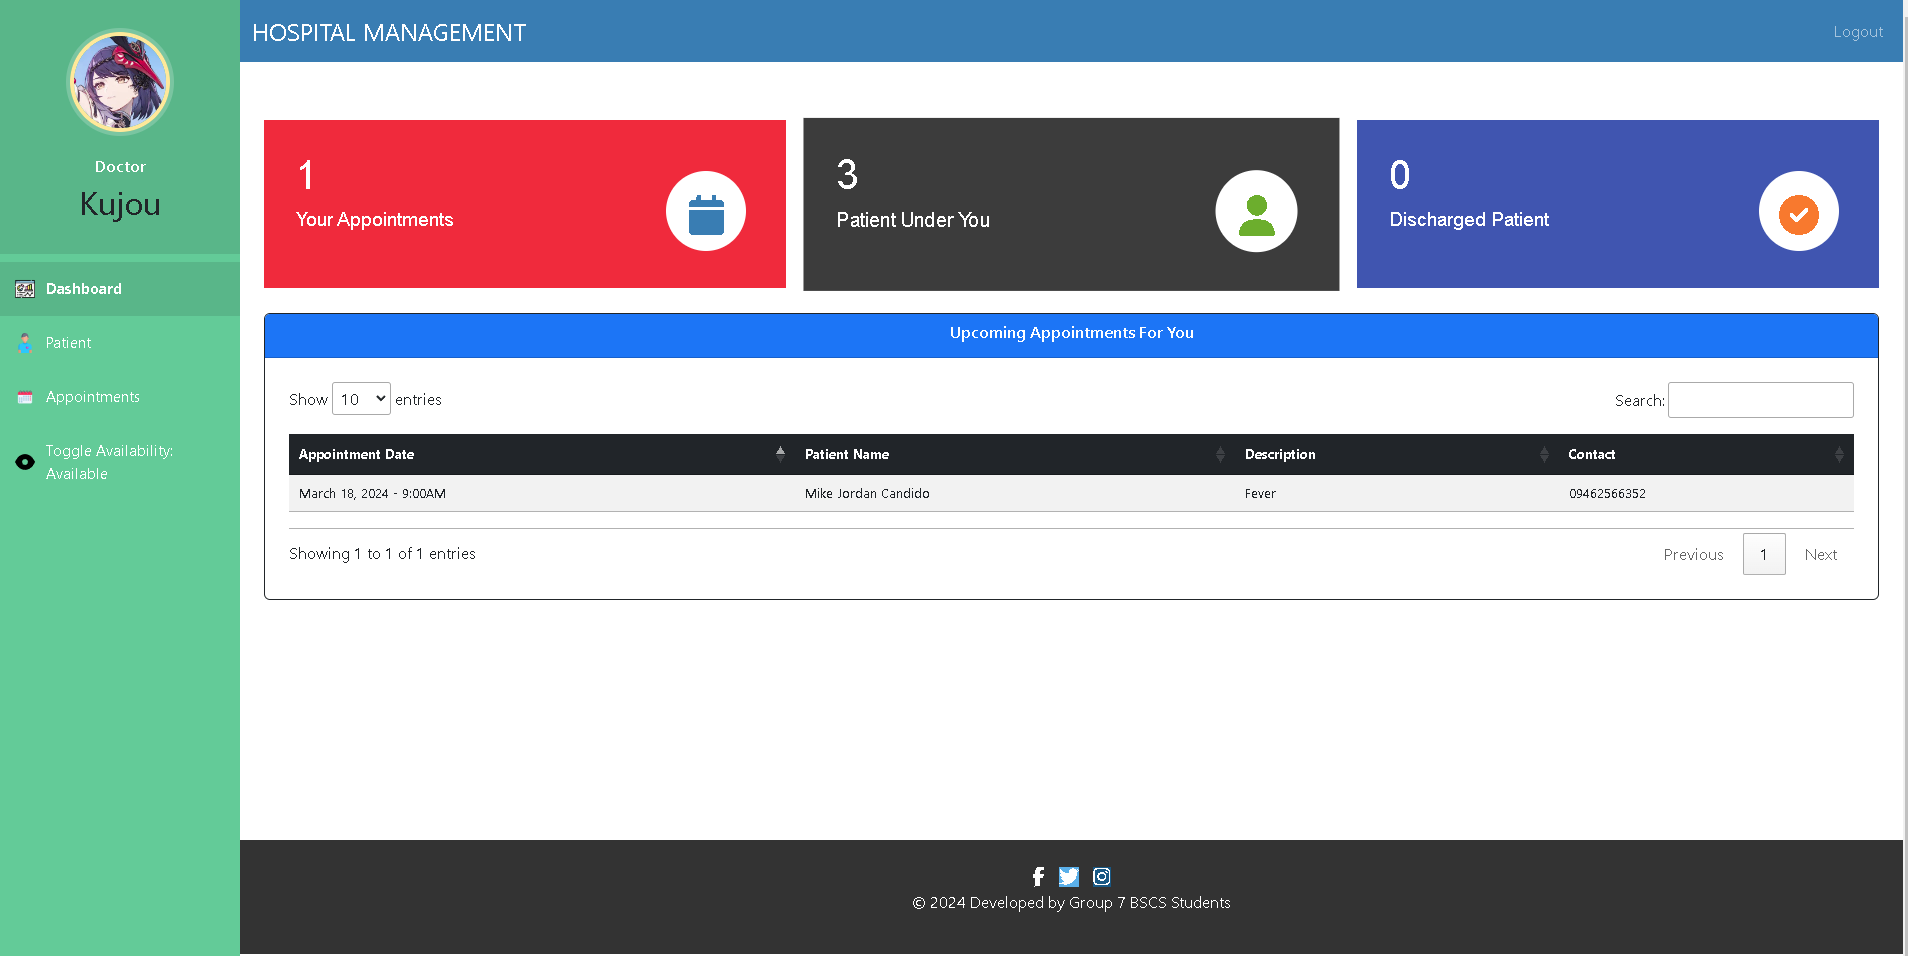 HOSPITAL MANAGEMENT
Logout
Doctor
Kujou
Dashboard
Patient
Appointments
Toggle Availability:
Available
1
Your Appointments
3
Patient Under You
0
Discharged Patient
Upcoming Appointments For You
Show 10 entries
Search:
Appointment Date Patient Name Description Contact
March 18, 2024 - 9:00AM Mike Jordan Candido Fever 09462566352
Showing 1 to 1 of 1 entries
Previous 1 Next
© 2024 Developed by Group 7 BSCS Students